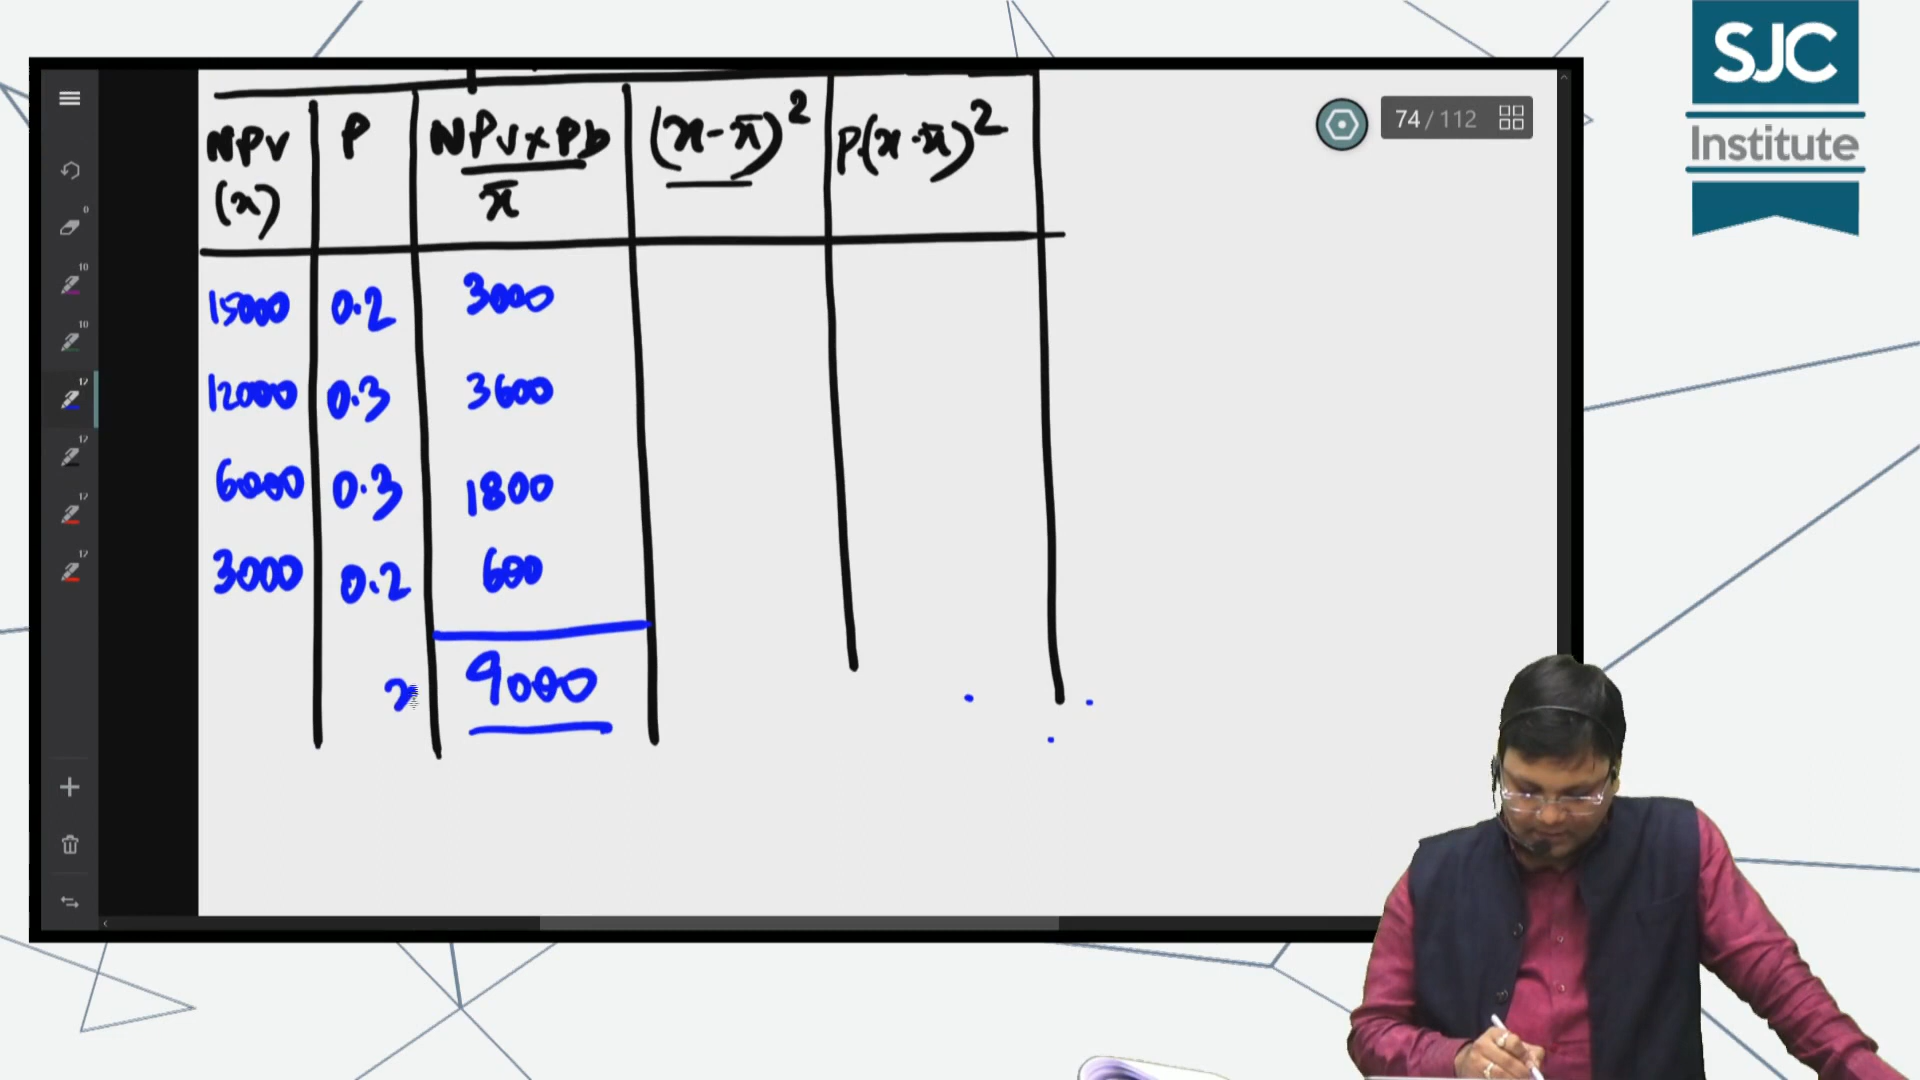 SJC
Institute
74 / 112
NPV | P | NPV x Pb | (x-x̄)² | P(x-x̄)²
(x) | | x̄
15000 | 0.2 | 3000
12000 | 0.3 | 3600
6000 | 0.3 | 1800
3000 | 0.2 | 600
x 9000